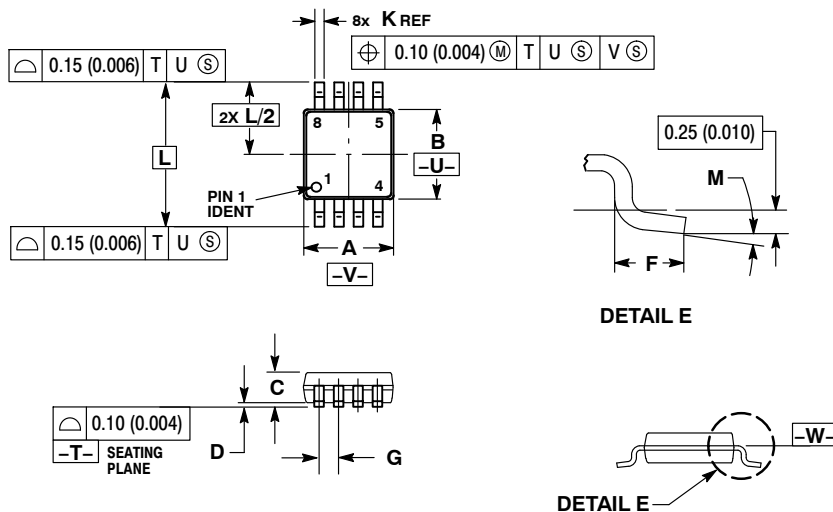 8x K REF
⌖ 0.10 (0.004) Ⓜ T U Ⓢ V Ⓢ
⌓ 0.15 (0.006) T U Ⓢ
2X L/2
8 5
B
-U-
L
PIN 1
IDENT
1
4
⌓ 0.15 (0.006) T U Ⓢ
A
-V-
0.25 (0.010)
M
F
DETAIL E
C
⌓ 0.10 (0.004)
-T- SEATING
PLANE
D
G
-W-
DETAIL E